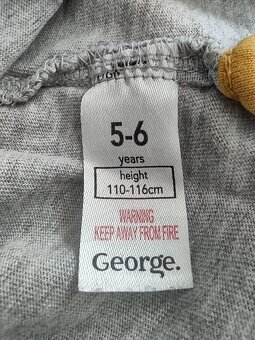 5-6
years
height
110-116cm
WARNING
KEEP AWAY FROM FIRE
George.